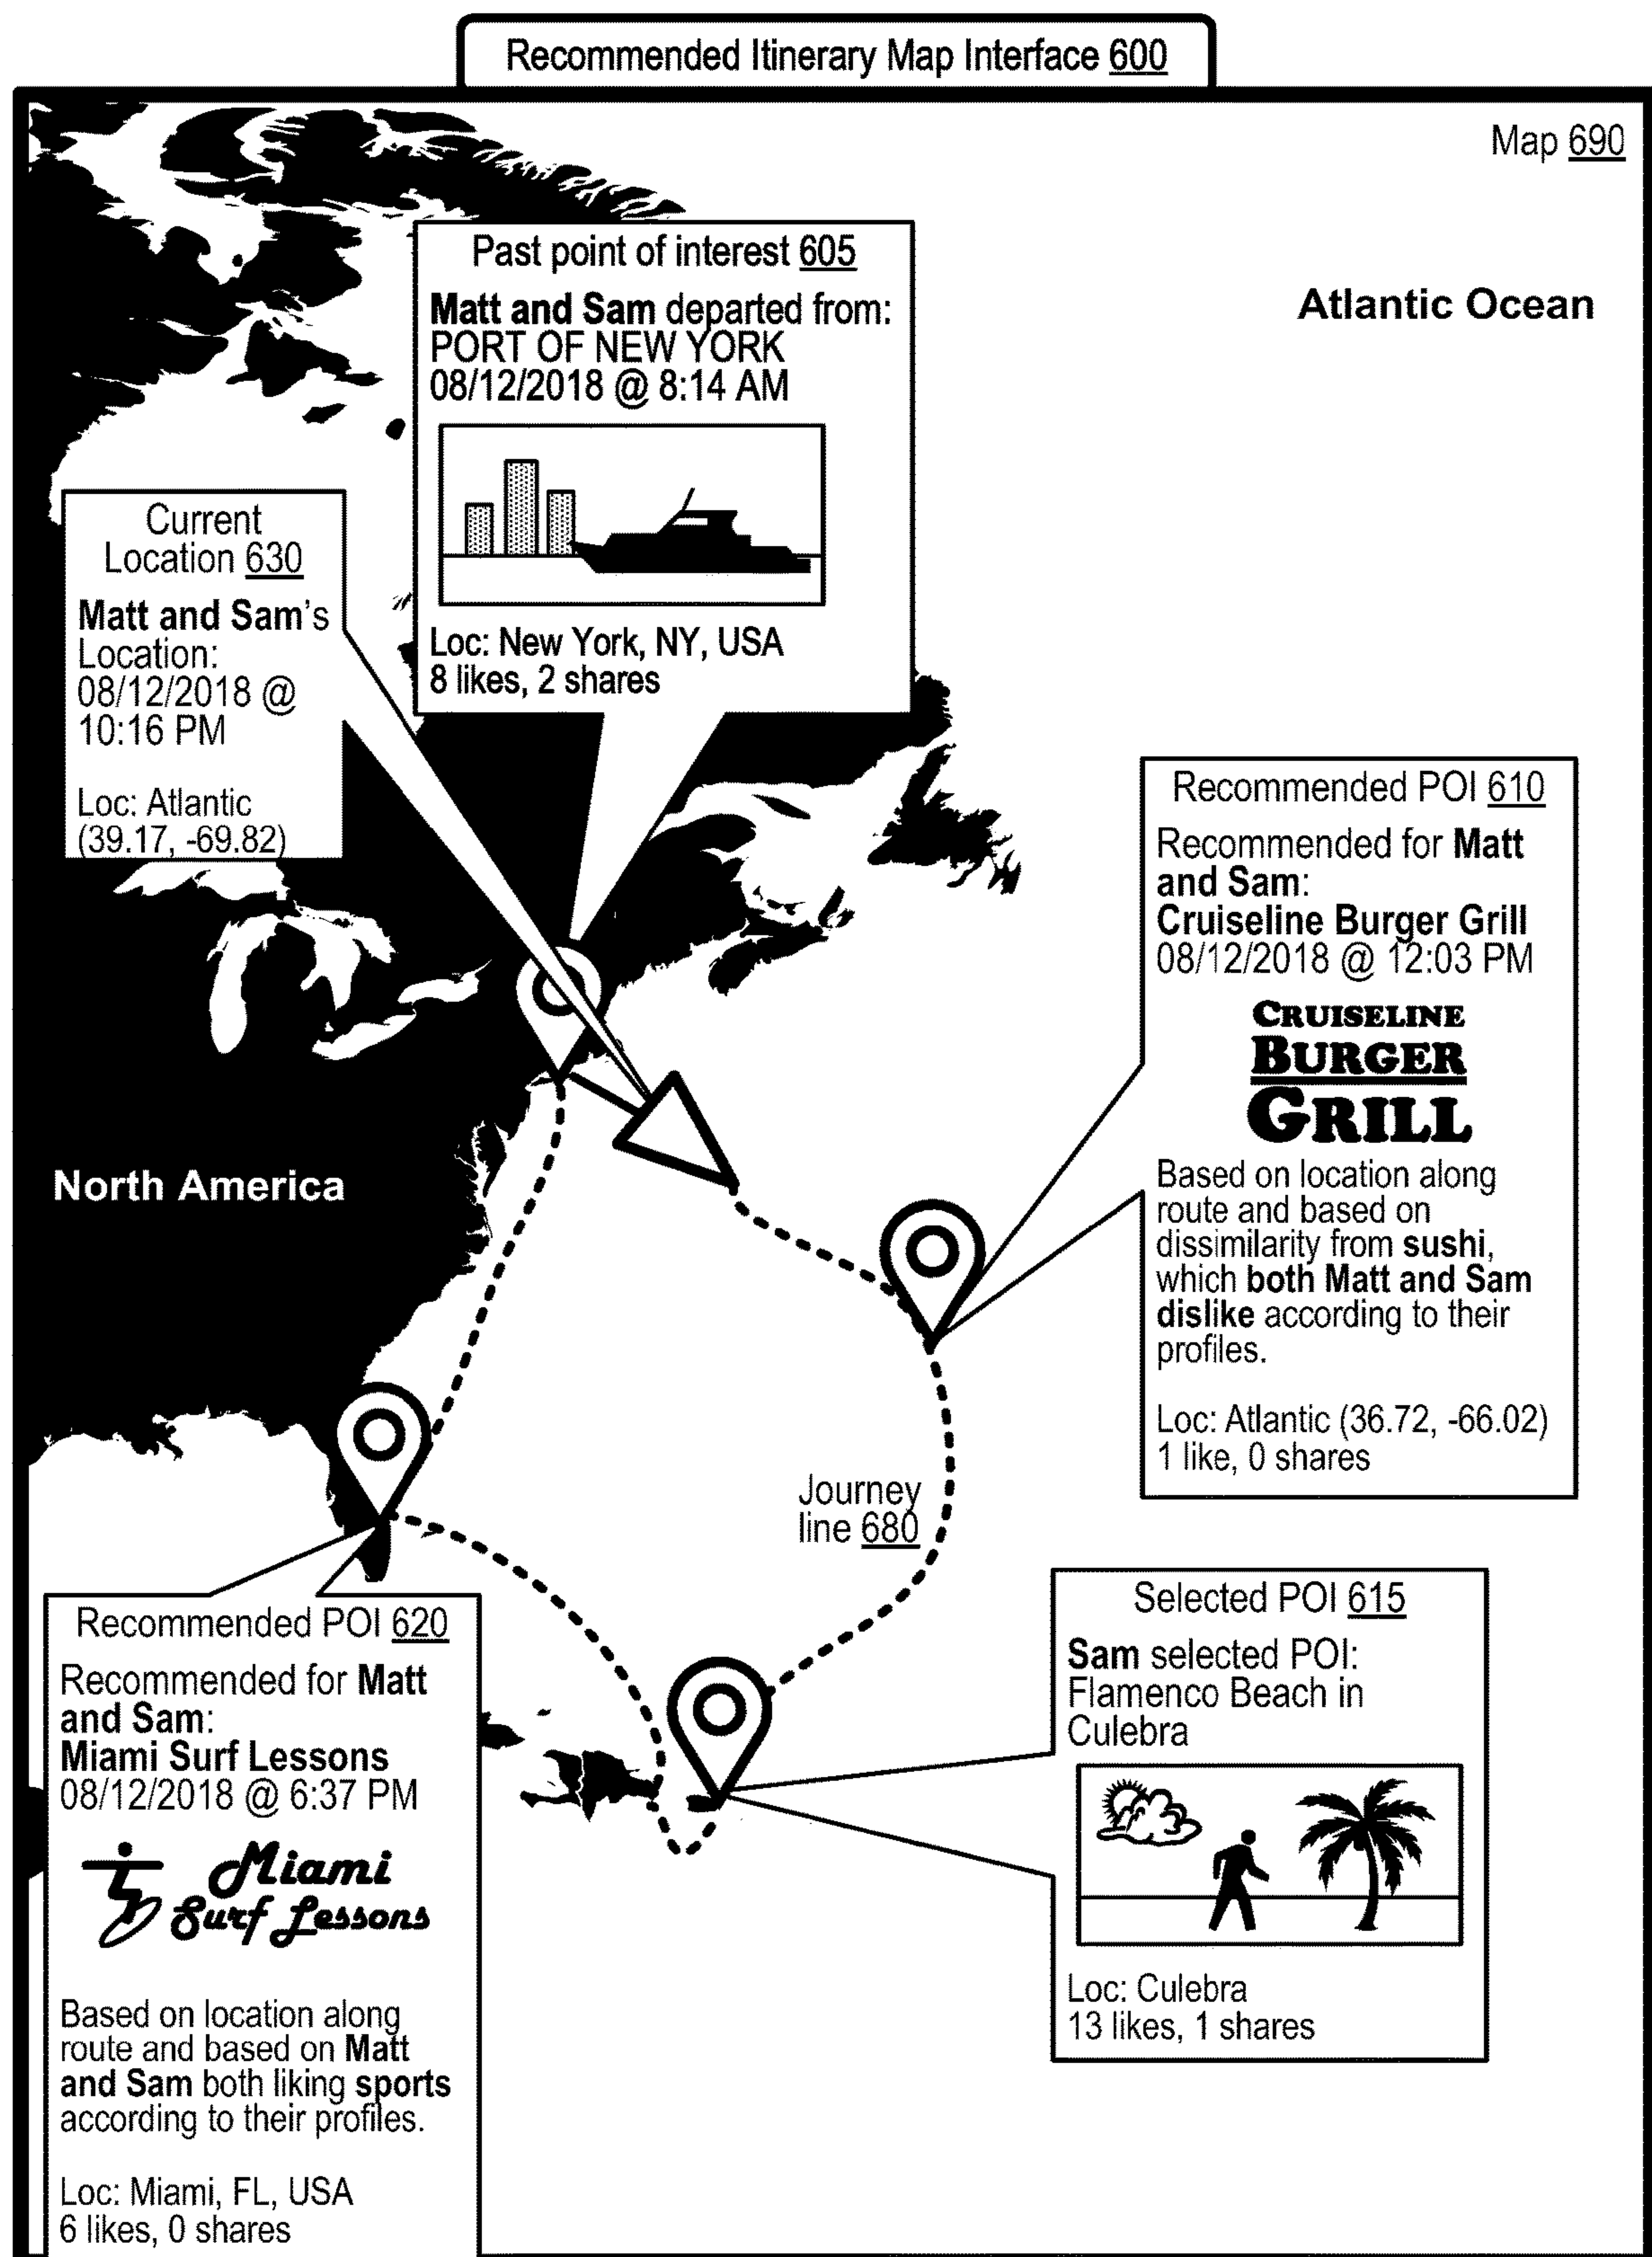 Recommended Itinerary Map Interface 600
Map 690
Atlantic Ocean
Past point of interest 605
Matt and Sam departed from:
PORT OF NEW YORK
08/12/2018 @ 8:14 AM
Loc: New York, NY, USA
8 likes, 2 shares
Current
Location 630
Matt and Sam's
Location:
08/12/2018 @
10:16 PM
Loc: Atlantic
(39.17, -69.82)
Recommended POI 610
Recommended for Matt
and Sam:
Cruiseline Burger Grill
08/12/2018 @ 12:03 PM
CRUISELINE
BURGER
GRILL
Based on location along
route and based on
dissimilarity from sushi,
which both Matt and Sam
dislike according to their
profiles.
Loc: Atlantic (36.72, -66.02)
1 like, 0 shares
North America
Journey
line 680
Recommended POI 620
Recommended for Matt
and Sam:
Miami Surf Lessons
08/12/2018 @ 6:37 PM
Miami
Surf Lessons
Based on location along
route and based on Matt
and Sam both liking sports
according to their profiles.
Loc: Miami, FL, USA
6 likes, 0 shares
Selected POI 615
Sam selected POI:
Flamenco Beach in
Culebra
Loc: Culebra
13 likes, 1 shares